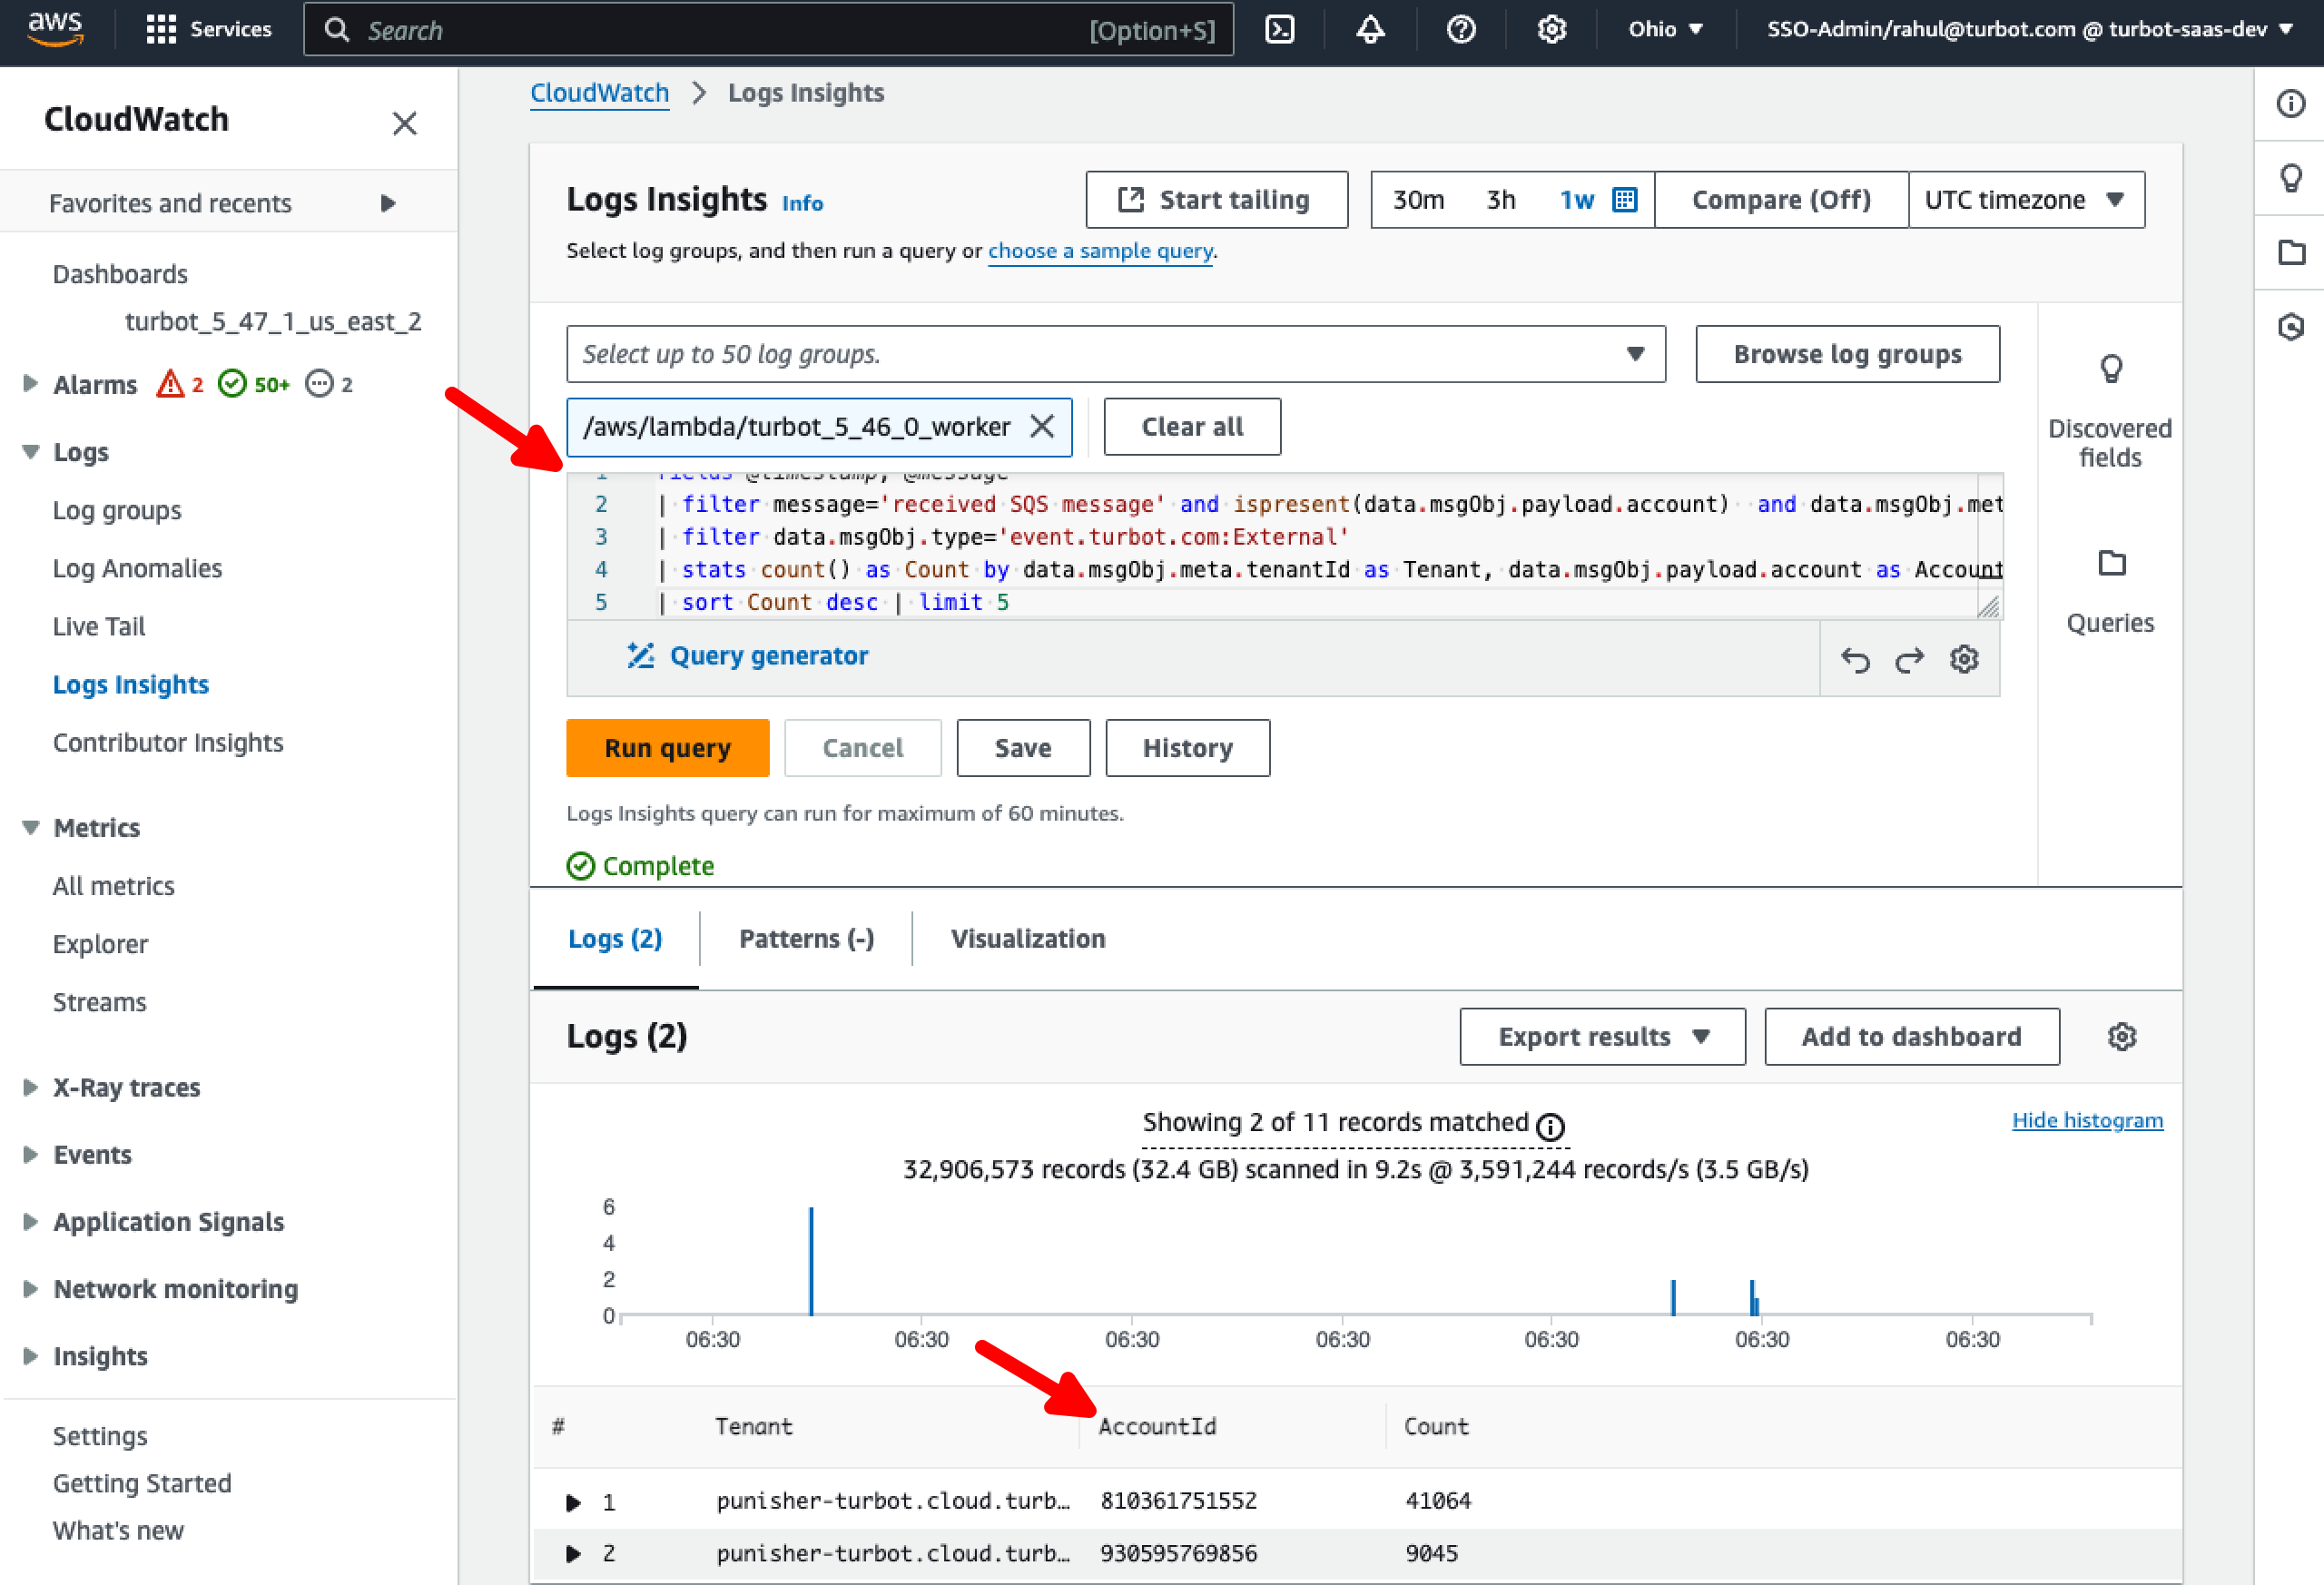 aws Services Search [Option+S] Ohio SSO-Admin/rahul@turbot.com @ turbot-saas-dev
CloudWatch
Favorites and recents
Dashboards
turbot_5_47_1_us_east_2
Alarms 2 50+ 2
Logs
Log groups
Log Anomalies
Live Tail
Logs Insights
Contributor Insights
Metrics
All metrics
Explorer
Streams
X-Ray traces
Events
Application Signals
Network monitoring
Insights
Settings
Getting Started
What's new
CloudWatch > Logs Insights
Logs Insights Info
Start tailing 30m 3h 1w Compare (Off) UTC timezone
Select log groups, and then run a query or choose a sample query.
Select up to 50 log groups. Browse log groups
/aws/lambda/turbot_5_46_0_worker Clear all
1 fields @timestamp, @message
2 | filter message='received SQS message' and ispresent(data.msgObj.payload.account) and data.msgObj.met
3 | filter data.msgObj.type='event.turbot.com:External'
4 | stats count() as Count by data.msgObj.meta.tenantId as Tenant, data.msgObj.payload.account as Account
5 | sort Count desc | limit 5
Query generator
Run query Cancel Save History
Logs Insights query can run for maximum of 60 minutes.
Complete
Discovered
fields
Queries
Logs (2) Patterns (-) Visualization
Logs (2) Export results Add to dashboard
Showing 2 of 11 records matched Hide histogram
32,906,573 records (32.4 GB) scanned in 9.2s @ 3,591,244 records/s (3.5 GB/s)
6
4
2
0
06:30 06:30 06:30 06:30 06:30 06:30 06:30
# Tenant AccountId Count
1 punisher-turbot.cloud.turb… 810361751552 41064
2 punisher-turbot.cloud.turb… 930595769856 9045